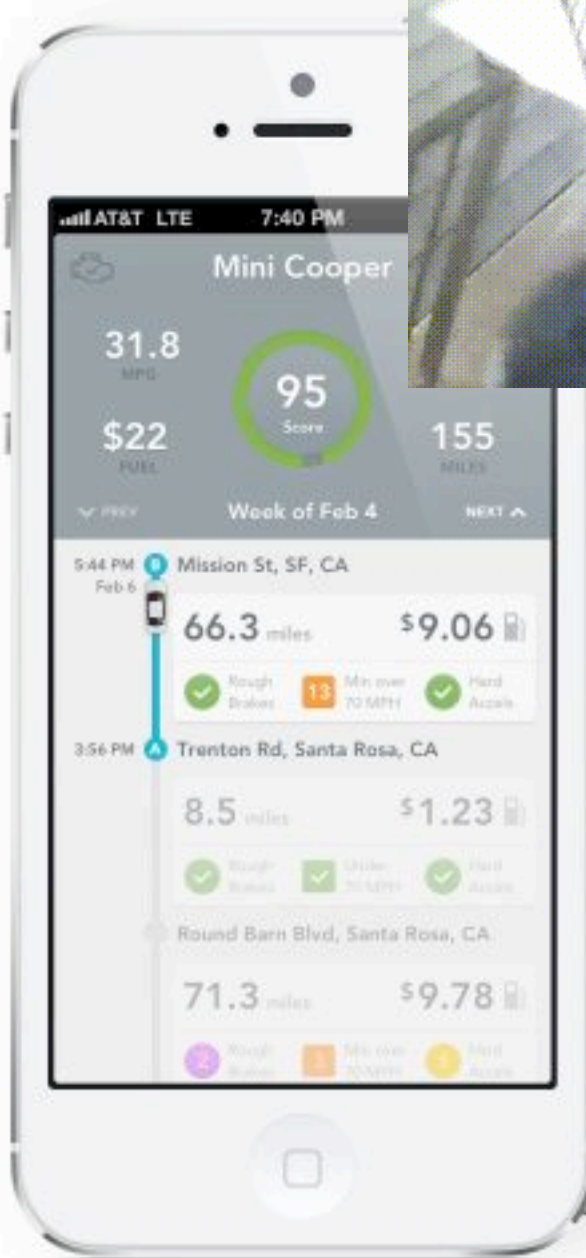 AT&T LTE 7:40 PM
Mini Cooper
31.8
MPG
95
Score
$22
FUEL
155
MILES
PREV Week of Feb 4 NEXT
5:44 PM B Mission St, SF, CA
Feb 6
66.3 miles $9.06
Rough Brakes 13 Min over 70 MPH Hard Accels
3:56 PM A Trenton Rd, Santa Rosa, CA
8.5 miles $1.23
Rough Brakes Under 70 MPH Hard Accels
Round Barn Blvd, Santa Rosa, CA
71.3 miles $9.78
2 Rough Brakes Min over 70 MPH Hard Accels